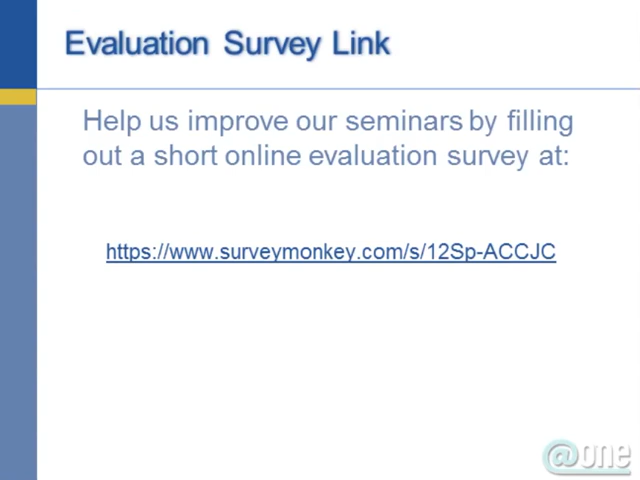 Evaluation Survey Link
Help us improve our seminars by filling
out a short online evaluation survey at:
https://www.surveymonkey.com/s/12Sp-ACCJC
@one